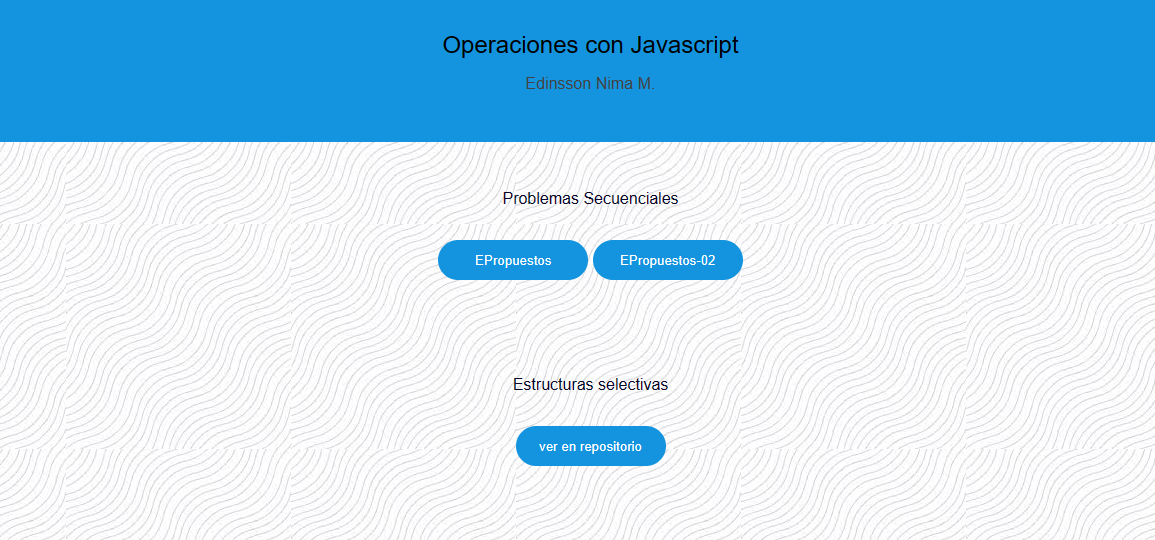 Operaciones con Javascript
Edinsson Nima M.
Problemas Secuenciales
EPropuestos EPropuestos-02
Estructuras selectivas
ver en repositorio